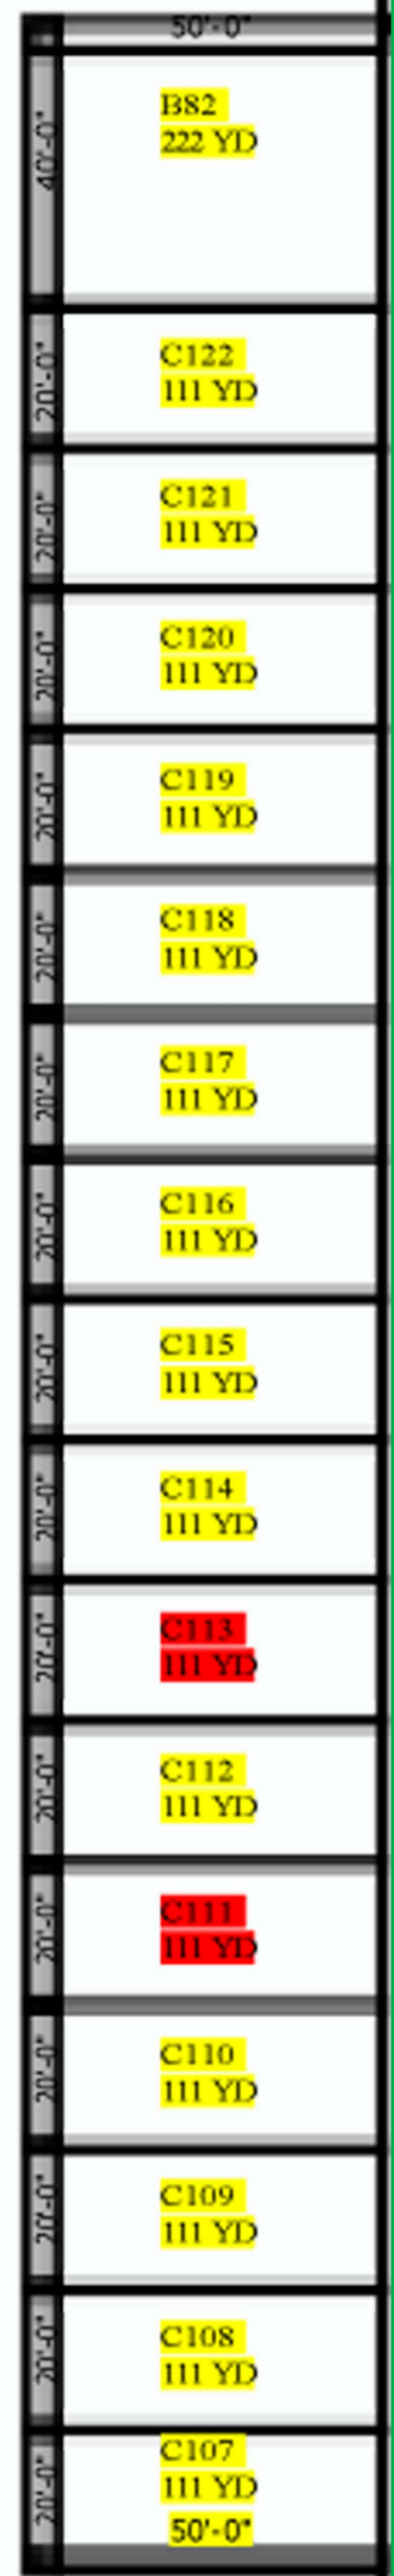 50'-0"
40'-0"
B82
222 YD
20'-0"
C122
111 YD
20'-0"
C121
111 YD
20'-0"
C120
111 YD
20'-0"
C119
111 YD
20'-0"
C118
111 YD
20'-0"
C117
111 YD
20'-0"
C116
111 YD
20'-0"
C115
111 YD
20'-0"
C114
111 YD
20'-0"
C113
111 YD
20'-0"
C112
111 YD
20'-0"
C111
111 YD
20'-0"
C110
111 YD
20'-0"
C109
111 YD
20'-0"
C108
111 YD
20'-0"
C107
111 YD
50'-0"